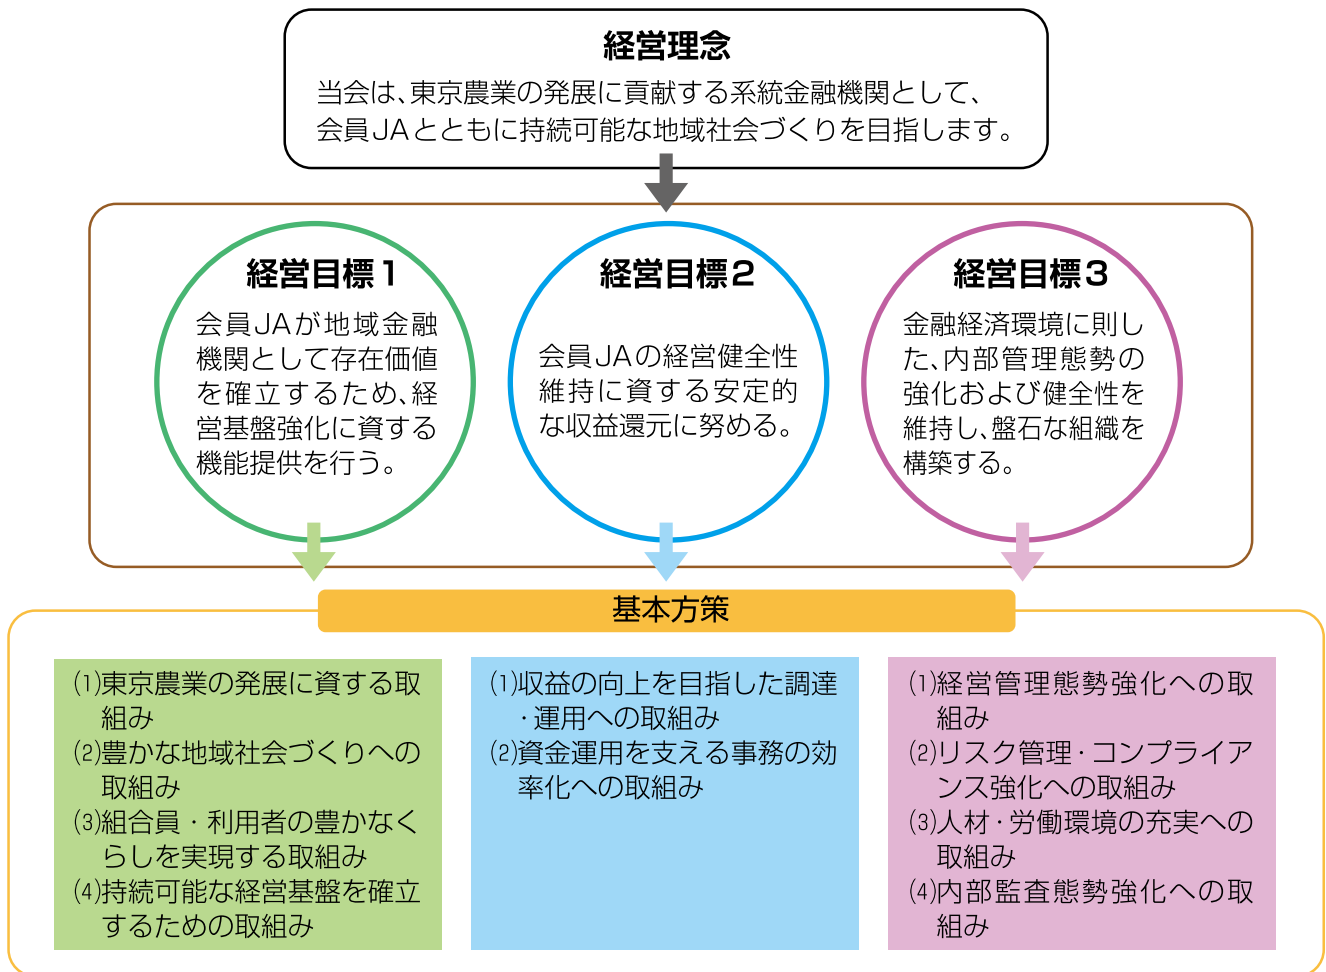 経営理念
当会は、東京農業の発展に貢献する系統金融機関として、
会員JAとともに持続可能な地域社会づくりを目指します。
経営目標1
会員JAが地域金融
機関として存在価値
を確立するため、経
営基盤強化に資する
機能提供を行う。
経営目標2
会員JAの経営健全性
維持に資する安定的
な収益還元に努める。
経営目標3
金融経済環境に則し
た、内部管理態勢の
強化および健全性を
維持し、盤石な組織を
構築する。
基本方策
⑴東京農業の発展に資する取
組み
⑵豊かな地域社会づくりへの
取組み
⑶組合員・利用者の豊かなく
らしを実現する取組み
⑷持続可能な経営基盤を確立
するための取組み
⑴収益の向上を目指した調達
・運用への取組み
⑵資金運用を支える事務の効
率化への取組み
⑴経営管理態勢強化への取
組み
⑵リスク管理・コンプライア
ンス強化への取組み
⑶人材・労働環境の充実への
取組み
⑷内部監査態勢強化への取
組み